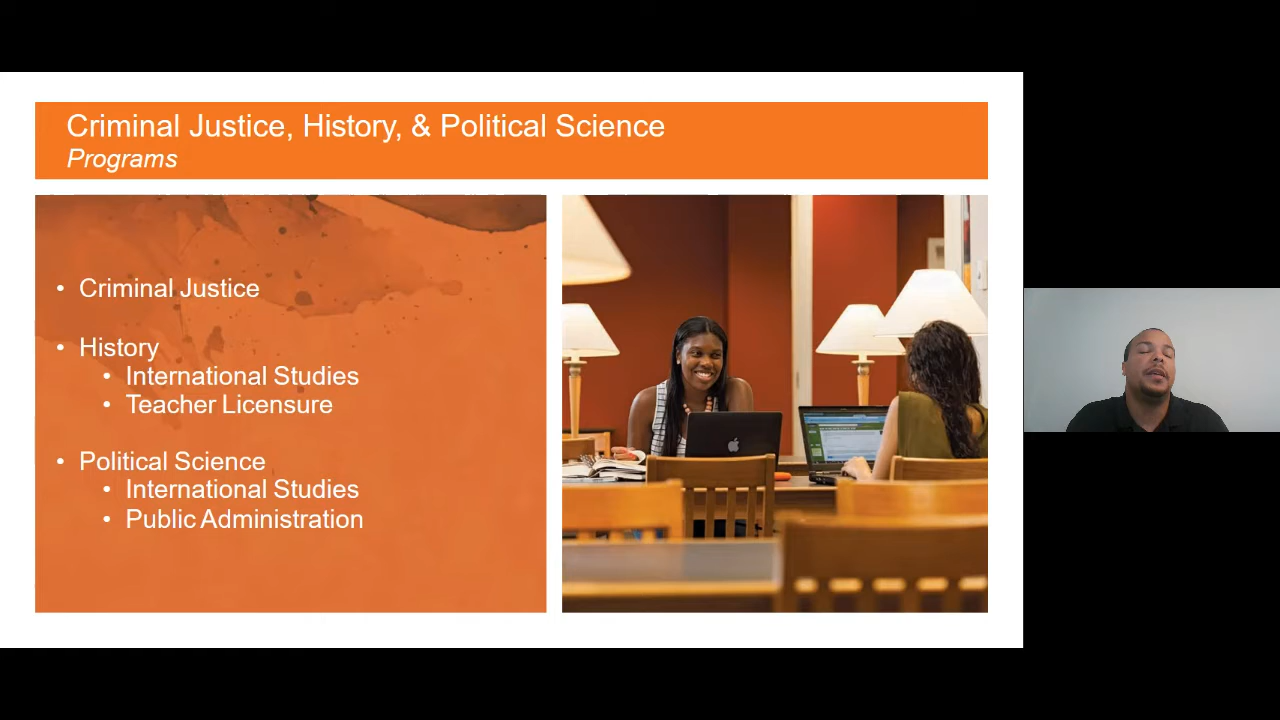 Criminal Justice, History, & Political Science
Programs
• Criminal Justice
• History
• International Studies
• Teacher Licensure
• Political Science
• International Studies
• Public Administration